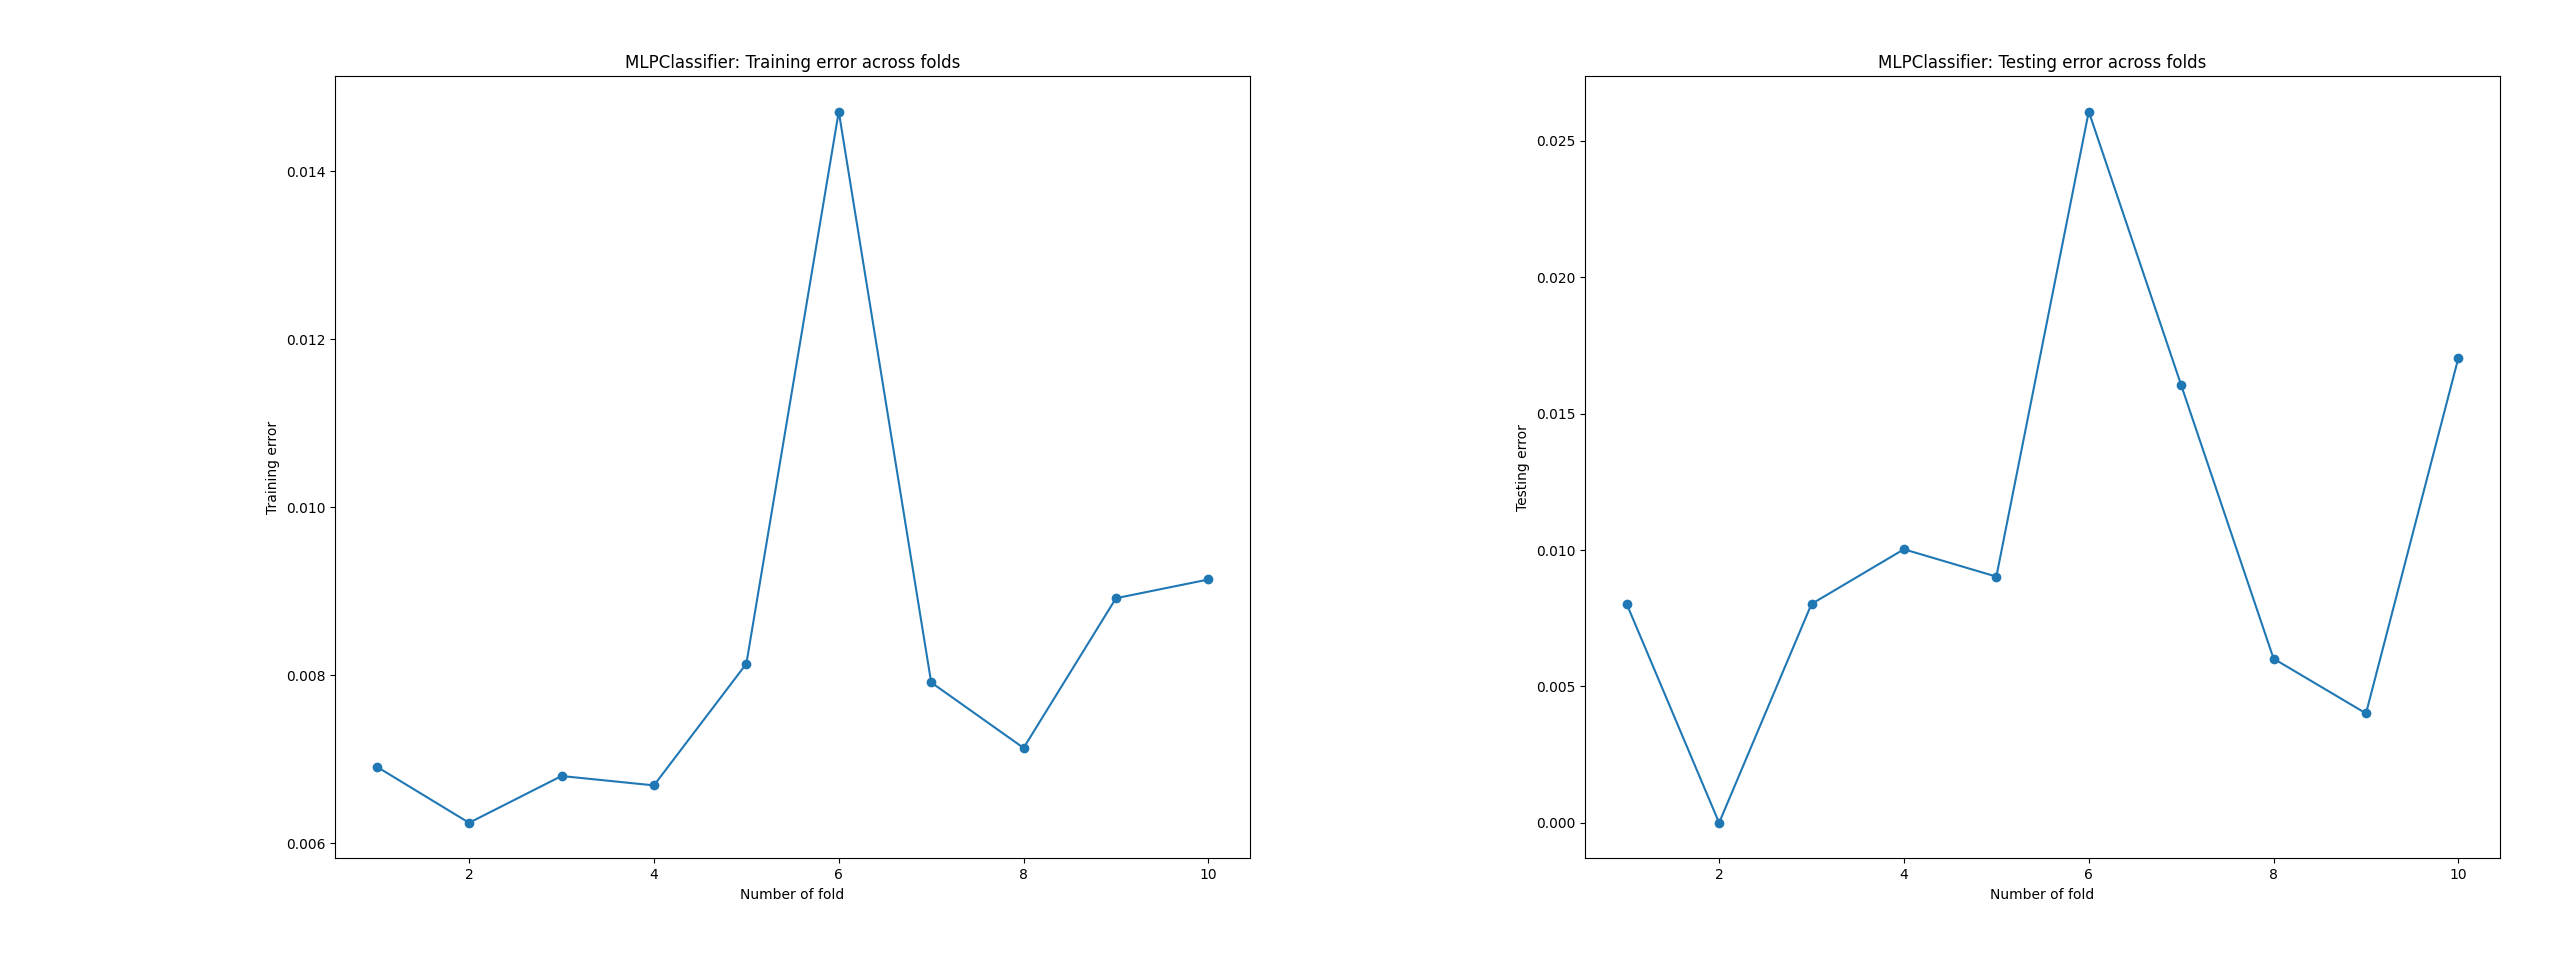 MLPClassifier: Training error across folds
0.014
0.012
0.010
0.008
0.006
Training error
2 4 6 8 10
Number of fold
MLPClassifier: Testing error across folds
0.025
0.020
0.015
0.010
0.005
0.000
Testing error
2 4 6 8 10
Number of fold